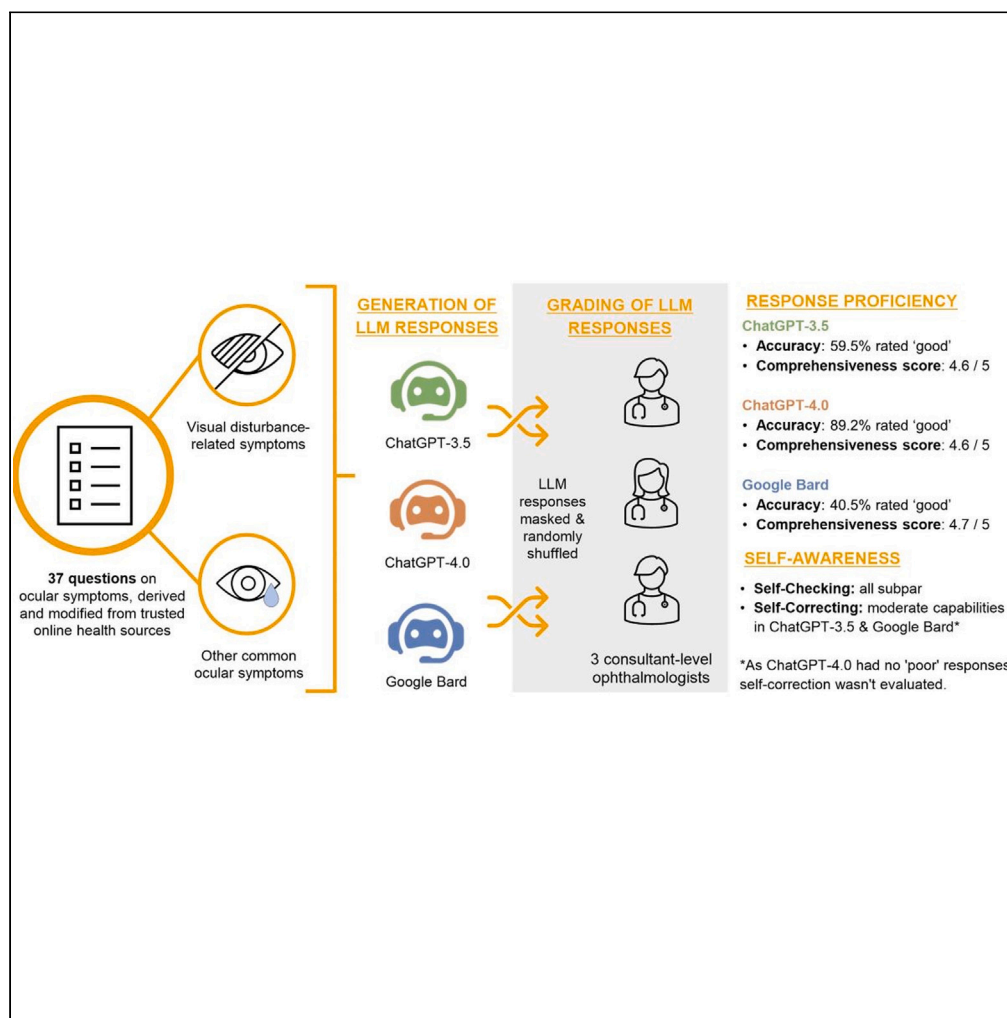 37 questions on
ocular symptoms, derived
and modified from trusted
online health sources
Visual disturbance-
related symptoms
Other common
ocular symptoms
GENERATION OF
LLM RESPONSES
ChatGPT-3.5
ChatGPT-4.0
Google Bard
GRADING OF LLM
RESPONSES
LLM
responses
masked &
randomly
shuffled
3 consultant-level
ophthalmologists
RESPONSE PROFICIENCY
ChatGPT-3.5
• Accuracy: 59.5% rated ‘good’
• Comprehensiveness score: 4.6 / 5
ChatGPT-4.0
• Accuracy: 89.2% rated ‘good’
• Comprehensiveness score: 4.6 / 5
Google Bard
• Accuracy: 40.5% rated ‘good’
• Comprehensiveness score: 4.7 / 5
SELF-AWARENESS
• Self-Checking: all subpar
• Self-Correcting: moderate capabilities
in ChatGPT-3.5 & Google Bard*
*As ChatGPT-4.0 had no 'poor' responses
self-correction wasn't evaluated.